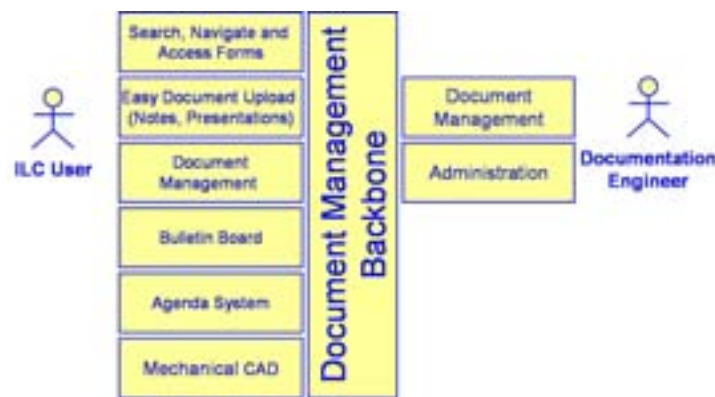 Search, Navigate and
Access Forms
Easy Document Upload
(Notes, Presentations)
Document
Management
Bulletin Board
Agenda System
Mechanical CAD
ILC User
Document Management
Backbone
Document
Management
Administration
Documentation
Engineer